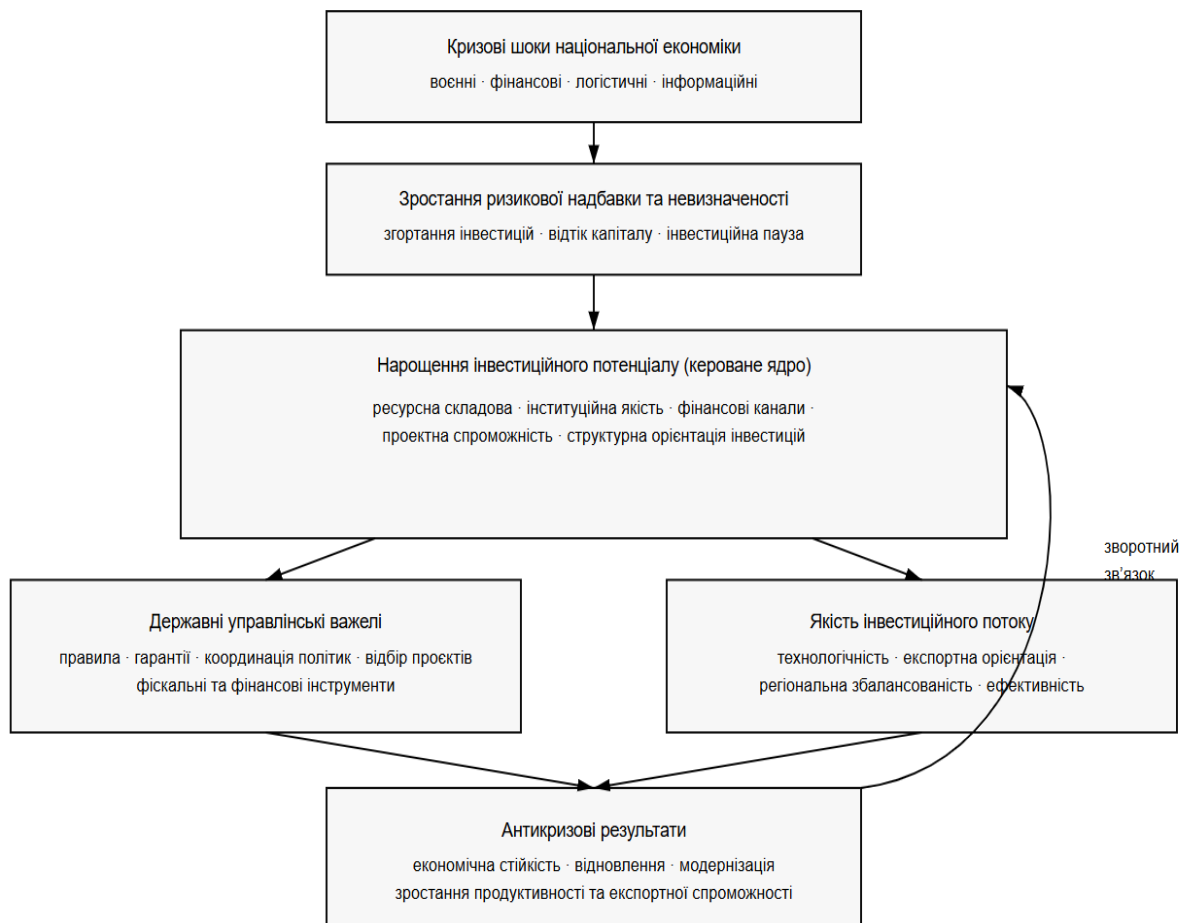 Кризові шоки національної економіки
воєнні · фінансові · логістичні · інформаційні
Зростання ризикової надбавки та невизначеності
згортання інвестицій · відтік капіталу · інвестиційна пауза
Нарощення інвестиційного потенціалу (кероване ядро)
ресурсна складова · інституційна якість · фінансові канали ·
проектна спроможність · структурна орієнтація інвестицій
зворотний
зв'язок
Державні управлінські важелі
правила · гарантії · координація політик · відбір проєктів
фіскальні та фінансові інструменти
Якість інвестиційного потоку
технологічність · експортна орієнтація ·
регіональна збалансованість · ефективність
Антикризові результати
економічна стійкість · відновлення · модернізація
зростання продуктивності та експортної спроможності